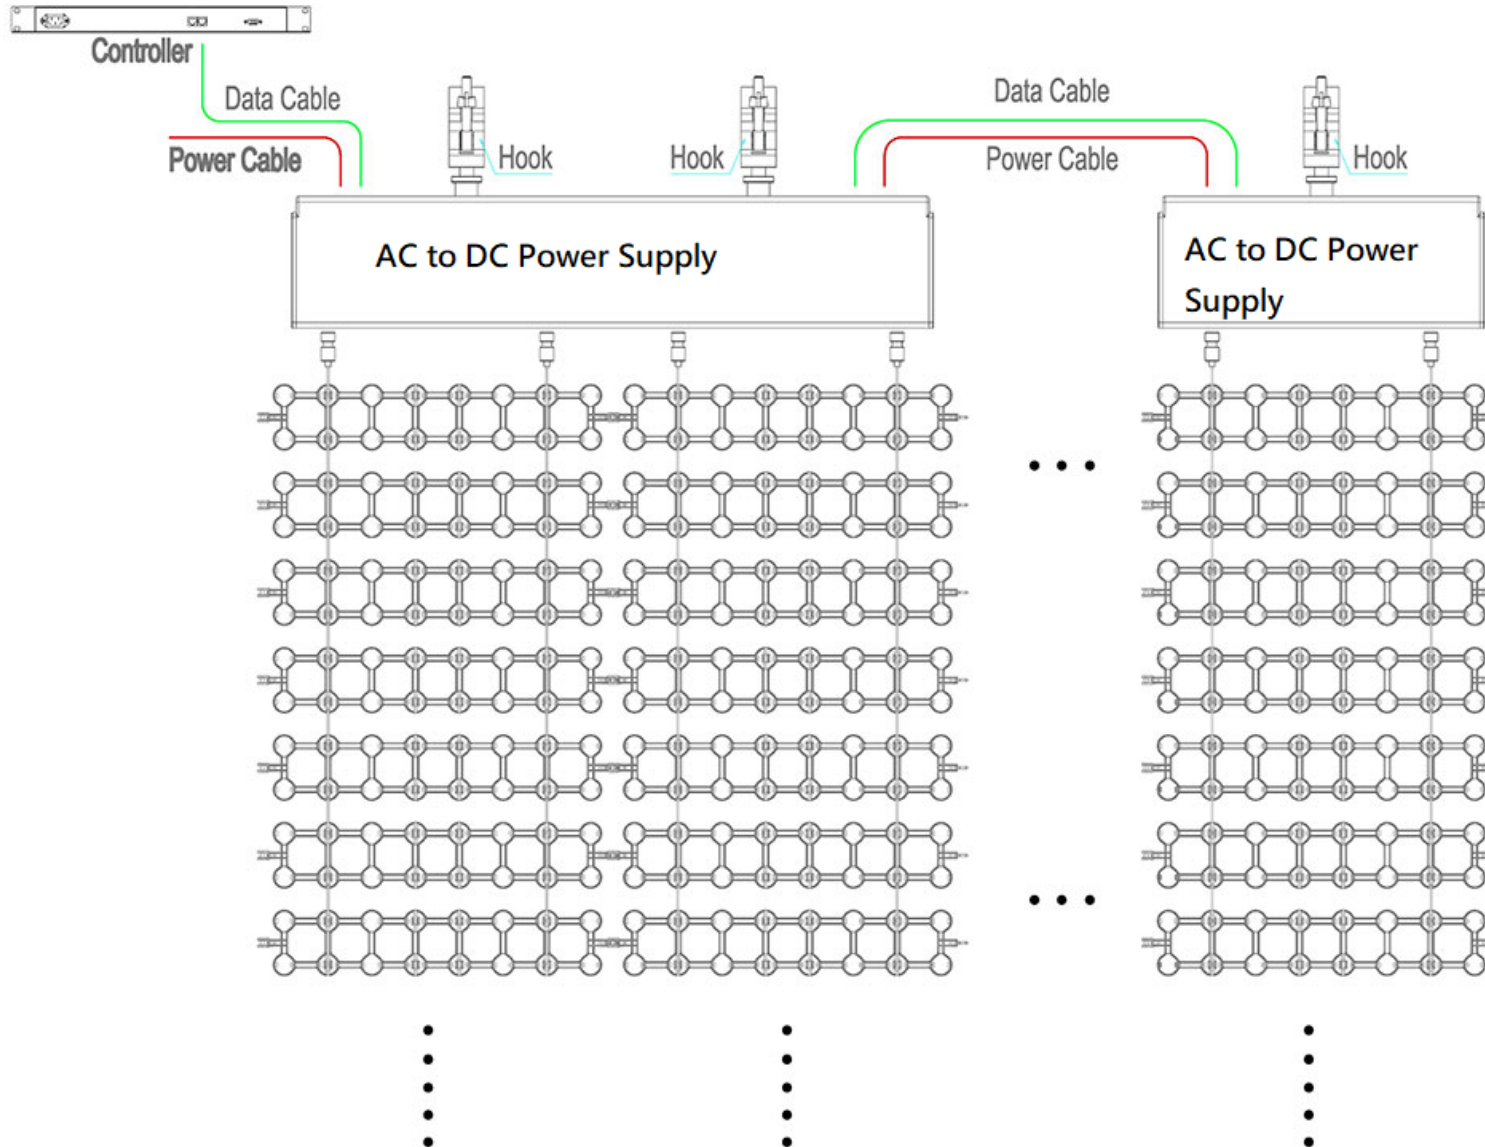 Controller
Data Cable
Power Cable
Hook
Hook
Data Cable
Power Cable
Hook
AC to DC Power Supply
AC to DC Power
Supply